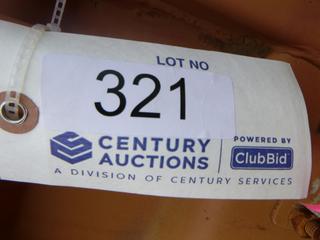 LOT NO
321
CENTURY
AUCTIONS
POWERED BY
ClubBid
A DIVISION OF CENTURY SERVICES